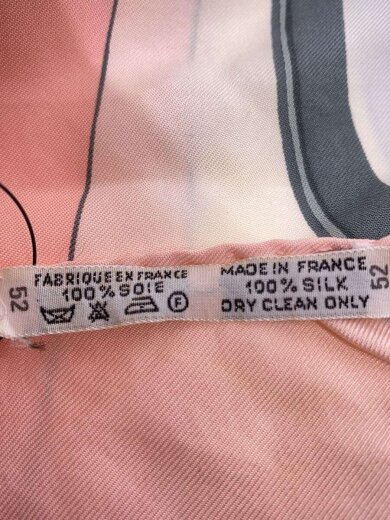 52
FABRIQUE EN FRANCE
100% SOIE
F
MADE IN FRANCE
100% SILK
DRY CLEAN ONLY
52